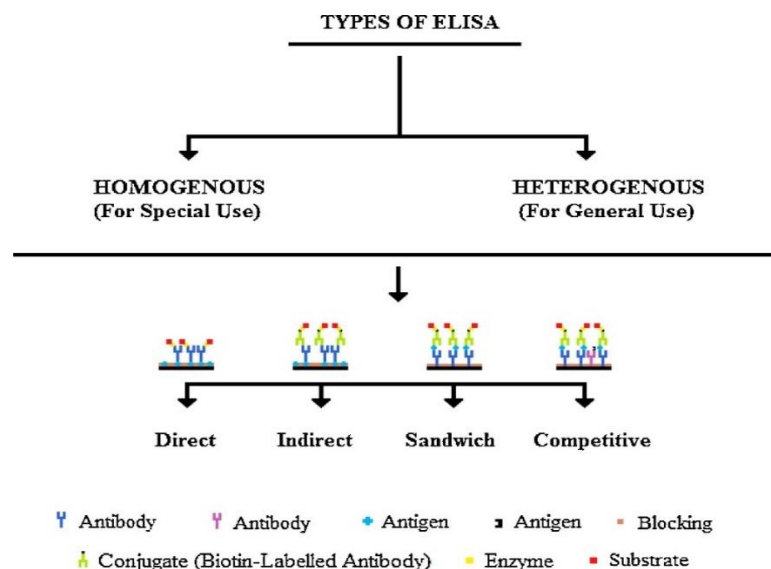 TYPES OF ELISA
HOMOGENOUS
(For Special Use)
HETEROGENOUS
(For General Use)
Direct Indirect Sandwich Competitive
Antibody Antibody Antigen Antigen Blocking
Conjugate (Biotin-Labelled Antibody) Enzyme Substrate